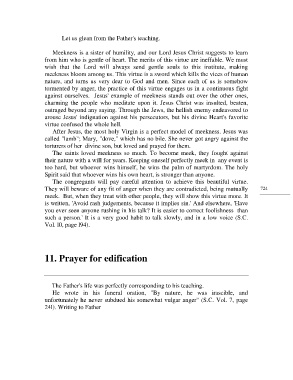 Let us glean from the Father's teaching.
Meekness is a sister of humility, and our Lord Jesus Christ suggests to learn
from him who is gentle of heart. The merits of this virtue are ineffable. We most
wish that the Lord will always send gentle souls to this institute, making
meekness bloom among us. This virtue is a sword which kills the vices of human
nature, and turns us very dear to God and men. Since each of us is somehow
tormented by anger, the practice of this virtue engages us in a continuous fight
against ourselves. Jesus' example of meekness stands out over the other ones,
charming the people who meditate upon it. Jesus Christ was insulted, beaten,
outraged beyond any saying. Through the Jews, the hellish enemy endeavored to
arouse Jesus' indignation against his persecutors, but his divine Heart's favorite
virtue confused the whole hell.
After Jesus, the most holy Virgin is a perfect model of meekness. Jesus was
called "lamb"; Mary, "dove," which has no bile. She never got angry against the
torturers of her divine son, but loved and prayed for them.
The saints loved meekness so much. To become meek, they fought against
their nature with a will for years. Keeping oneself perfectly meek in any event is
too hard, but whoever wins himself, he wins the palm of martyrdom. The holy
Spirit said that whoever wins his own heart, is stronger than anyone.
The congregants will pay careful attention to achieve this beautiful virtue.
They will beware of any fit of anger when they are contradicted, being mutually
meek. But, when they treat with other people, they will show this virtue more. It
is written, 'Avoid rash judgements, because it implies sin.' And elsewhere, 'Have
you ever seen anyone rushing in his talk? It is easier to correct foolishness than
such a person.' It is a very good habit to talk slowly, and in a low voice (S.C.
Vol. 10, page 194).
724
11. Prayer for edification
The Father's life was perfectly corresponding to his teaching.
He wrote in his funeral oration, "By nature, he was irascible, and
unfortunately he never subdued his somewhat vulgar anger" (S.C. Vol. 7, page
241). Writing to Father